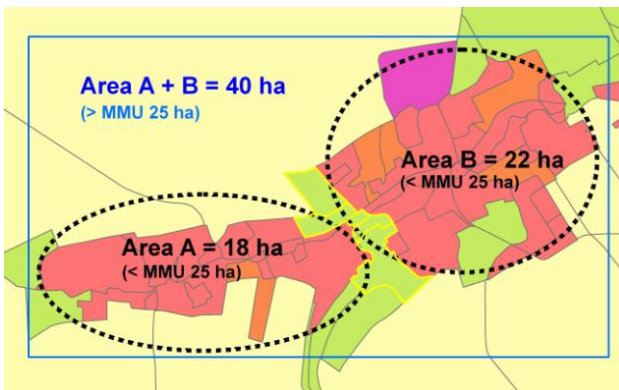 Area A + B = 40 ha
(> MMU 25 ha)
Area B = 22 ha
(< MMU 25 ha)
Area A = 18 ha
(< MMU 25 ha)